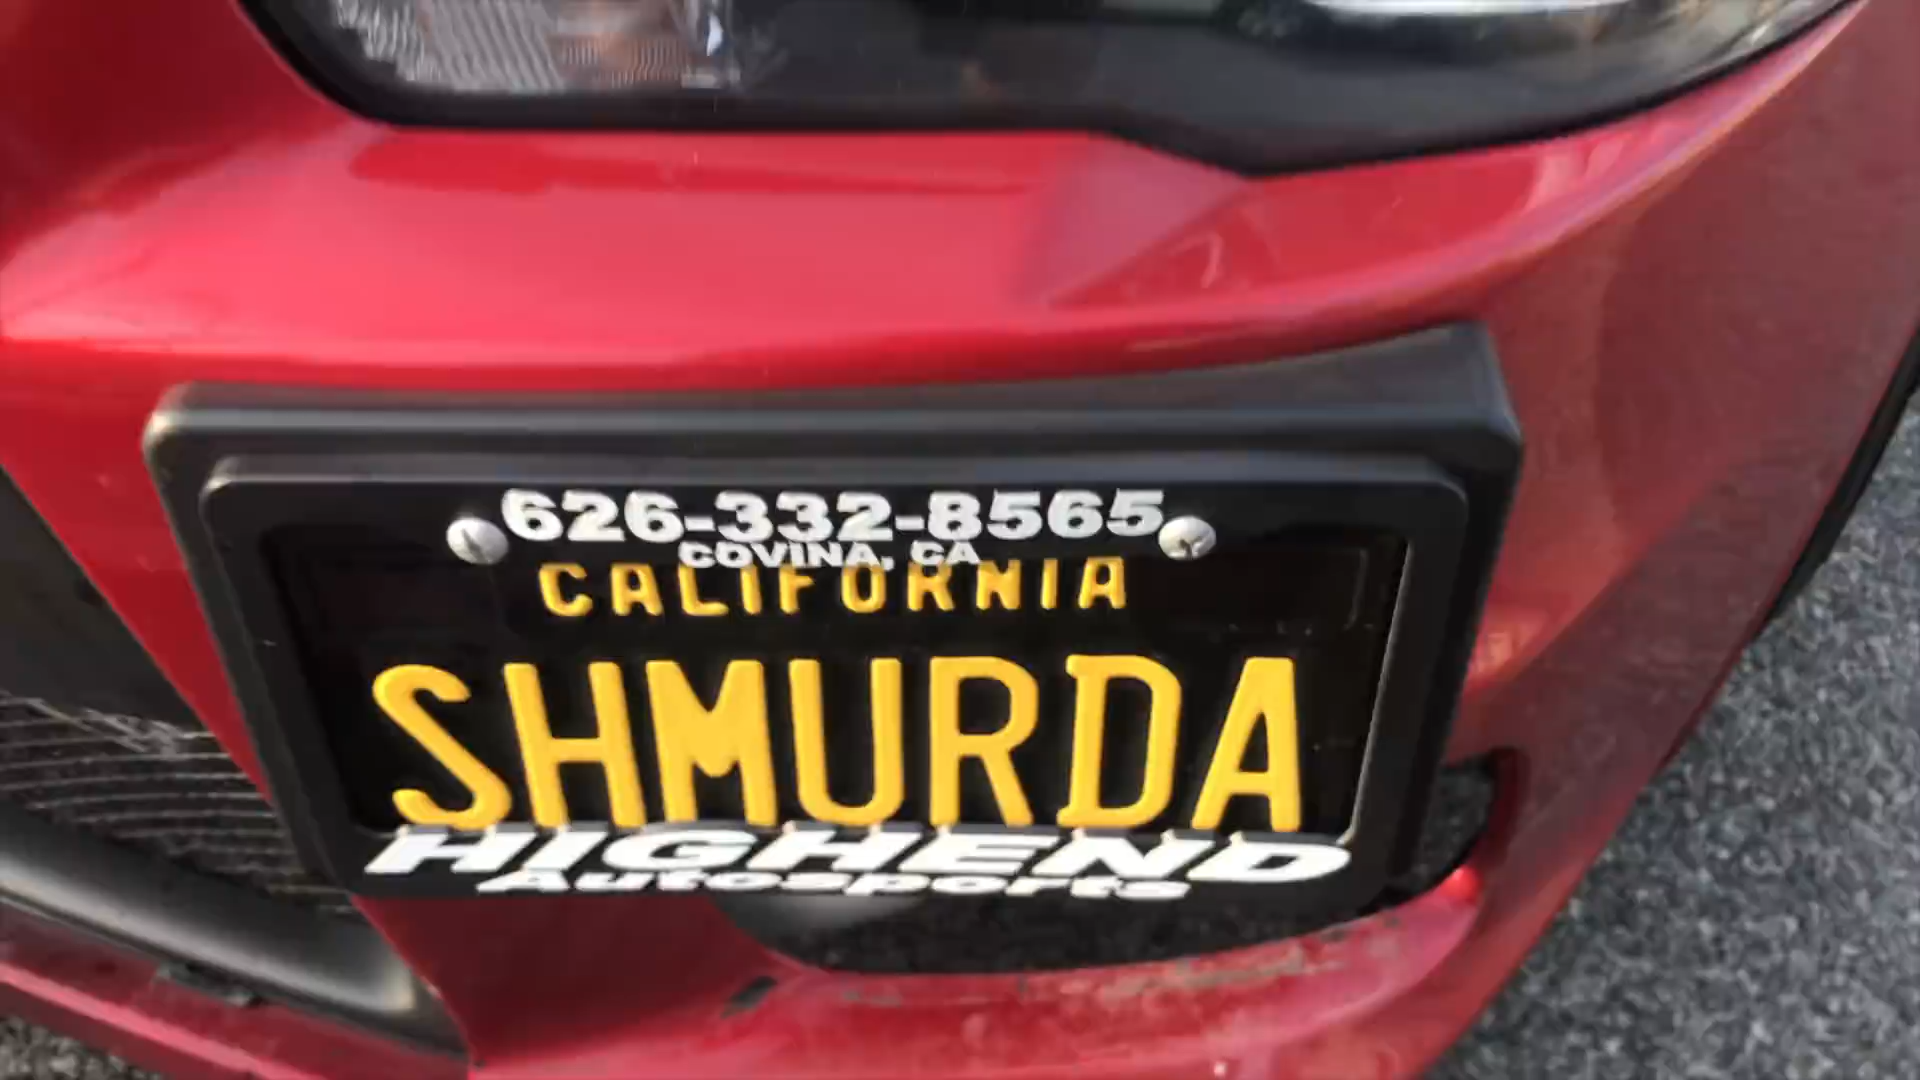 626-332-8565
COVINA, CA
CALIFORNIA
SHMURDA
HIGHEND
Autosports